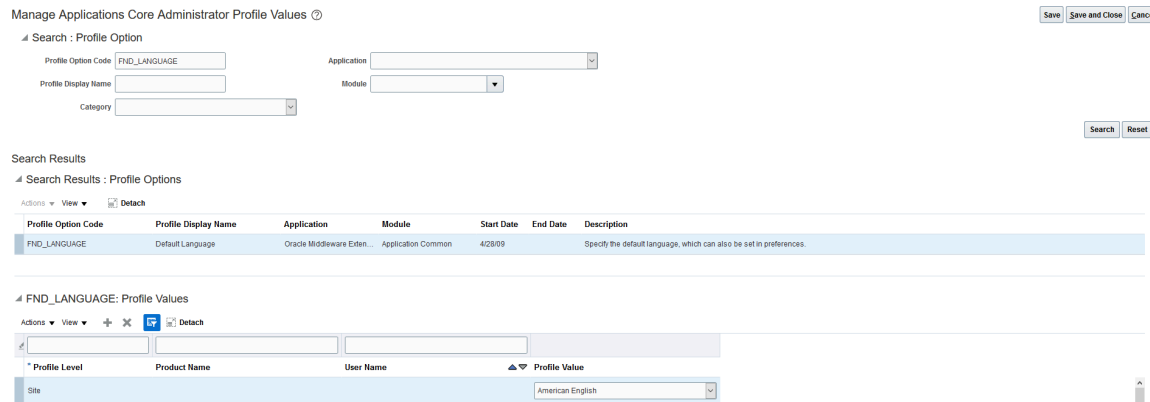 Manage Applications Core Administrator Profile Values
Save Save and Close Canc
Search : Profile Option
Profile Option Code FND_LANGUAGE Application
Profile Display Name Module
Category
Search Reset
Search Results
Search Results : Profile Options
Actions View Detach
Profile Option Code Profile Display Name Application Module Start Date End Date Description
FND_LANGUAGE Default Language Oracle Middleware Exten... Application Common 4/28/09 Specify the default language, which can also be set in preferences.
FND_LANGUAGE: Profile Values
Actions View Detach
* Profile Level Product Name User Name Profile Value
Site American English